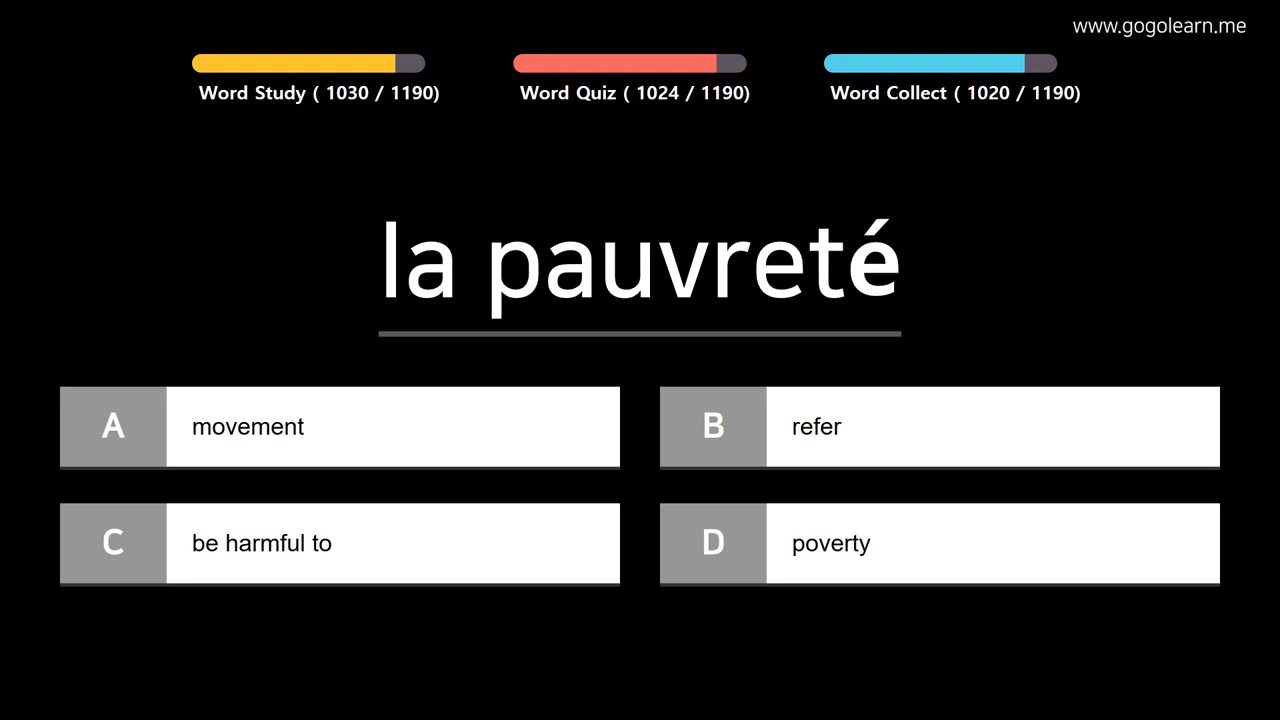 www.gogolearn.me
Word Study ( 1030 / 1190)
Word Quiz ( 1024 / 1190)
Word Collect ( 1020 / 1190)
la pauvreté
A movement
B refer
C be harmful to
D poverty